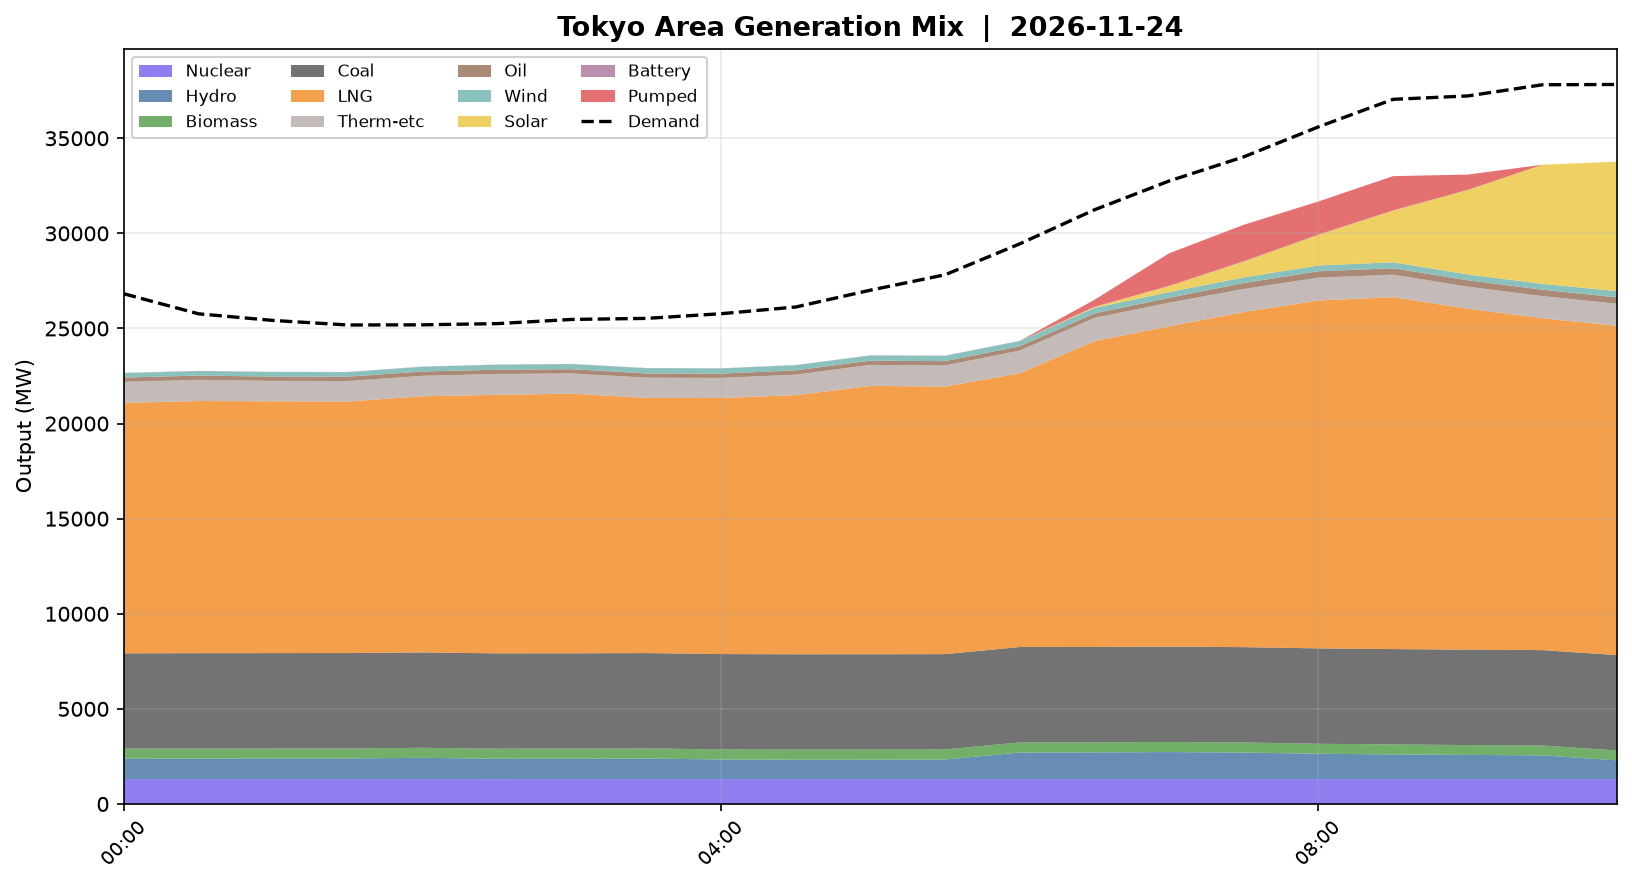 Tokyo Area Generation Mix | 2026-11-24
Nuclear Coal Oil Battery
Hydro LNG Wind Pumped
Biomass Therm-etc Solar Demand
Output (MW)
35000
30000
25000
20000
15000
10000
5000
0
00:00 04:00 08:00